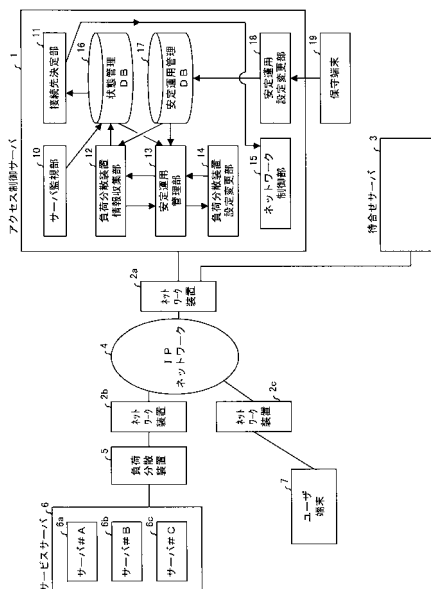 アクセス制御サーバ
1
サーバ監視部
10
接続先決定部
11
負荷分散装置
情報収集部
12
状態管理
DB
16
安定運用
管理部
13
安定運用管理
DB
17
負荷分散装置
設定変更部
14
安定運用
設定変更部
18
ネットワーク
制御部
15
保守端末
19
待合せサーバ
3
ネット
ワーク
装置
2a
IP
ネットワーク
4
ネット
ワーク
装置
2b
ネット
ワーク
装置
2c
負荷
分散
装置
5
サービスサーバ
6
サーバ#A
6a
サーバ#B
6b
サーバ#C
6c
ユーザ
端末
7